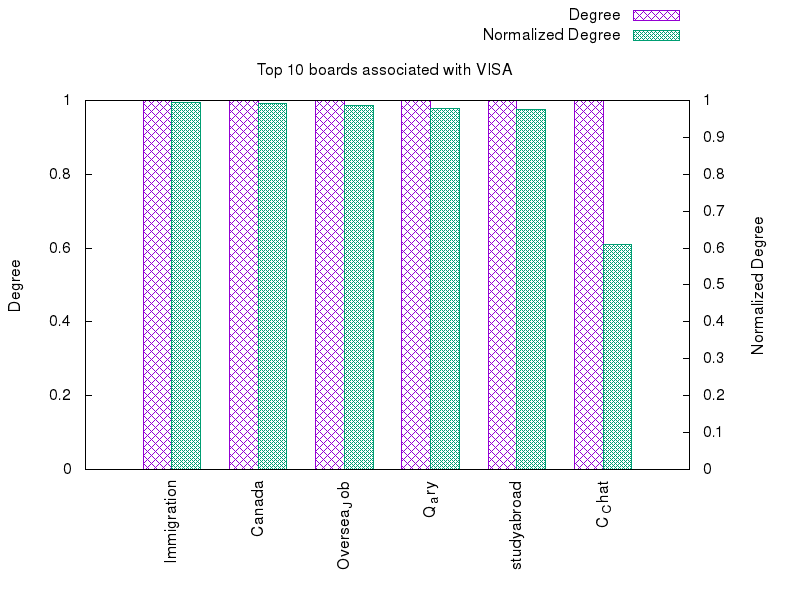 Degree
Normalized Degree
Top 10 boards associated with VISA
1
0.8
0.6
0.4
0.2
0
1
0.9
0.8
0.7
0.6
0.5
0.4
0.3
0.2
0.1
0
Degree
Normalized Degree
Immigration
Canada
OverseaJob
Qary
studyabroad
CChat